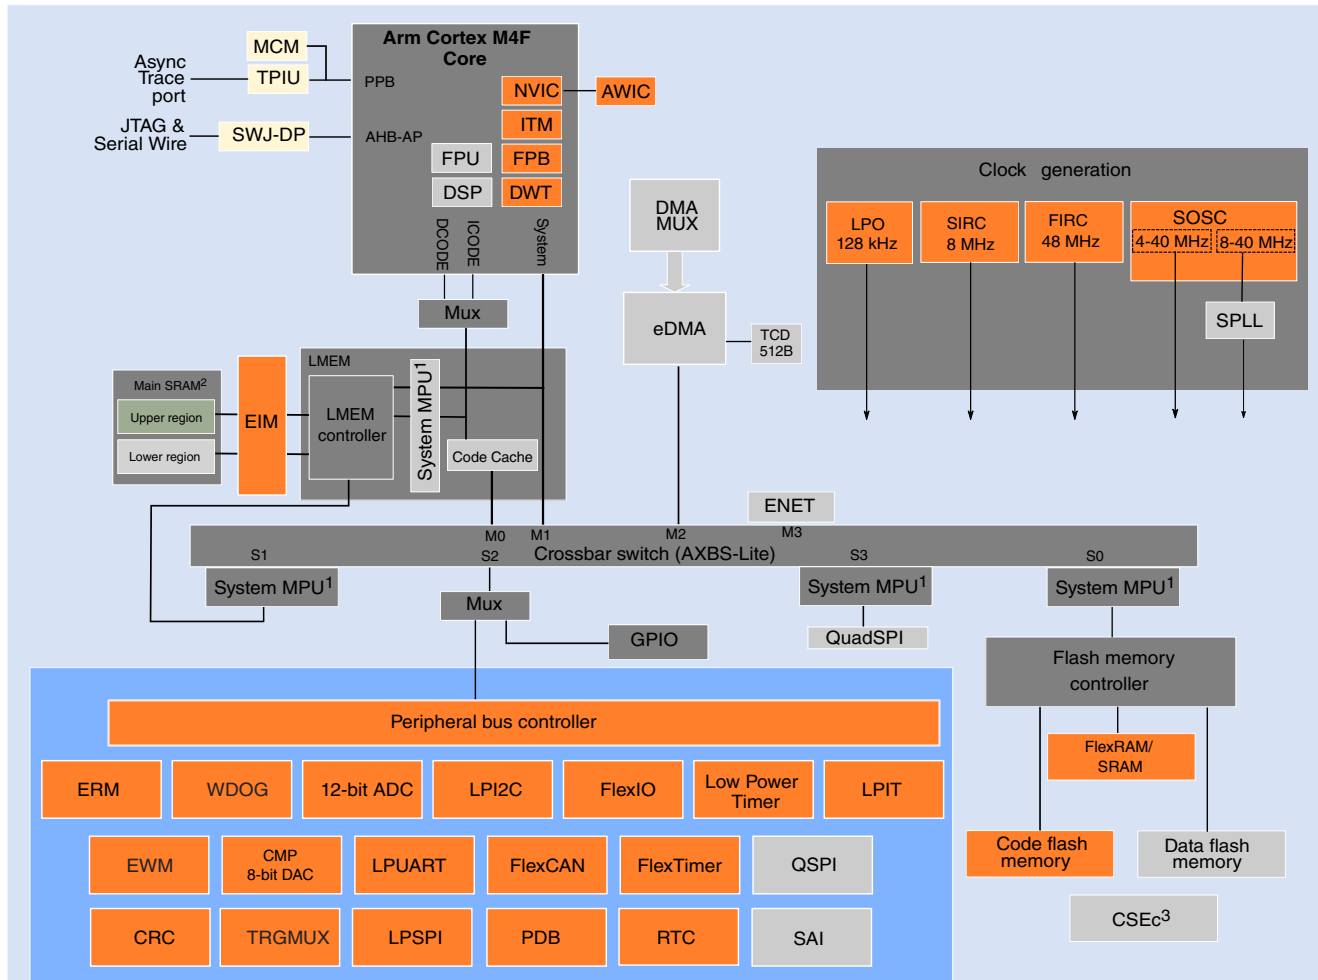 Arm Cortex M4F
Core
MCM
Async
Trace
port
TPIU
PPB
NVIC
AWIC
ITM
JTAG &
Serial Wire
SWJ-DP
AHB-AP
FPU
FPB
DSP
DWT
DCODE
ICODE
System
Mux
DMA
MUX
eDMA
TCD
512B
Clock generation
LPO
128 kHz
SIRC
8 MHz
FIRC
48 MHz
SOSC
4-40 MHz
8-40 MHz
SPLL
LMEM
Main SRAM2
Upper region
Lower region
EIM
LMEM
controller
System MPU1
Code Cache
ENET
M0
M1
M2
M3
Crossbar switch (AXBS-Lite)
S1
S2
S3
S0
System MPU1
System MPU1
System MPU1
Mux
GPIO
QuadSPI
Flash memory
controller
FlexRAM/
SRAM
Code flash
memory
Data flash
memory
CSEc3
Peripheral bus controller
ERM
WDOG
12-bit ADC
LPI2C
FlexIO
Low Power
Timer
LPIT
EWM
CMP
8-bit DAC
LPUART
FlexCAN
FlexTimer
QSPI
CRC
TRGMUX
LPSPI
PDB
RTC
SAI